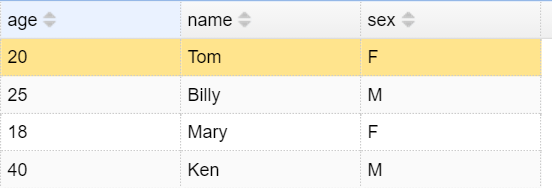 age name sex
20 Tom F
25 Billy M
18 Mary F
40 Ken M